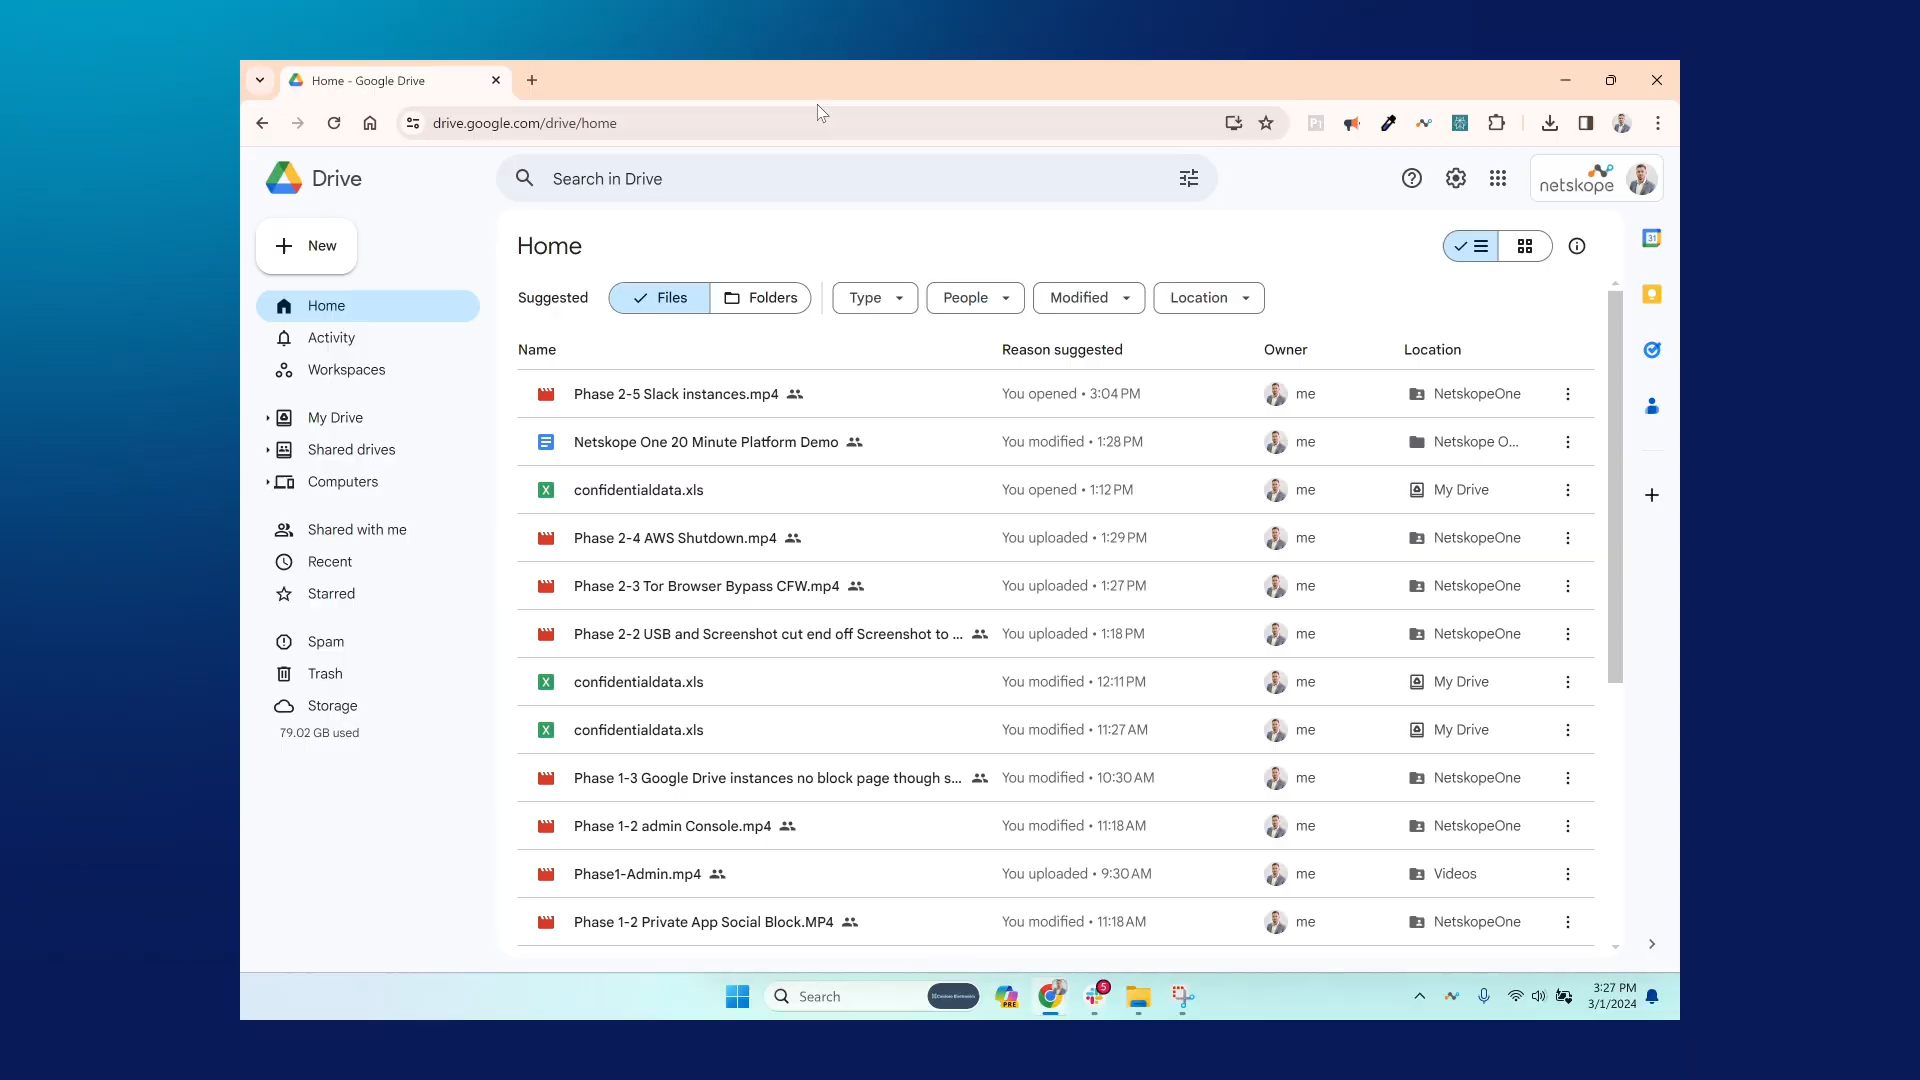 Home - Google Drive
drive.google.com/drive/home
Drive
Search in Drive
netskope
New
Home
Suggested
Files
Folders
Type
People
Modified
Location
Home
Activity
Workspaces
My Drive
Shared drives
Computers
Shared with me
Recent
Starred
Spam
Trash
Storage
79.02 GB used
Name Reason suggested Owner Location
Phase 2-5 Slack instances.mp4 You opened • 3:04 PM me NetskopeOne
Netskope One 20 Minute Platform Demo You modified • 1:28 PM me Netskope O...
confidentialdata.xls You opened • 1:12 PM me My Drive
Phase 2-4 AWS Shutdown.mp4 You uploaded • 1:29 PM me NetskopeOne
Phase 2-3 Tor Browser Bypass CFW.mp4 You uploaded • 1:27 PM me NetskopeOne
Phase 2-2 USB and Screenshot cut end off Screenshot to ... You uploaded • 1:18 PM me NetskopeOne
confidentialdata.xls You modified • 12:11 PM me My Drive
confidentialdata.xls You modified • 11:27 AM me My Drive
Phase 1-3 Google Drive instances no block page though s... You modified • 10:30 AM me NetskopeOne
Phase 1-2 admin Console.mp4 You modified • 11:18 AM me NetskopeOne
Phase1-Admin.mp4 You uploaded • 9:30 AM me Videos
Phase 1-2 Private App Social Block.MP4 You modified • 11:18 AM me NetskopeOne
31
Search
PRE
5
3:27 PM
3/1/2024